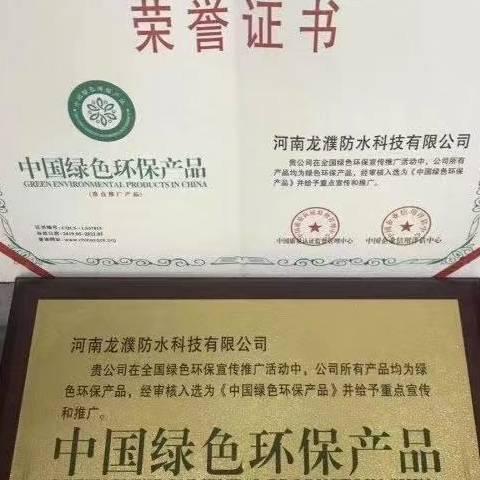 荣誉证书
中国绿色环保产品
GREEN ENVIRONMENTAL PRODUCTS IN CHINA
(重点推广产品)
河南龙濮防水科技有限公司
贵公司在全国绿色环保宣传推广活动中，公司所有
产品均为绿色环保产品，经审核入选为《中国绿色环保
产品》并给予重点宣传和推广。
河南龙濮防水科技有限公司
贵公司在全国绿色环保宣传推广活动中，公司所有产品均为绿
色环保产品，经审核入选为《中国绿色环保产品》并给予重点宣传
和推广。
中国绿色环保产品